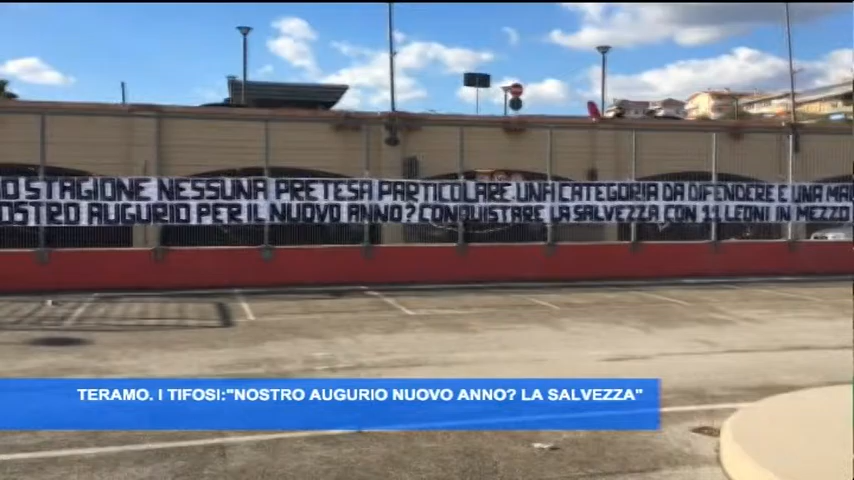 STAGIONE NESSUNA PRETESA PARTICOLARE. UNA CATEGORIA DA DIFENDERE E UNA
OSTRO AUGURIO PER IL NUOVO ANNO? CONQUISTARE LA SALVEZZA CON 11 LEONI IN MEZZO
TERAMO. I TIFOSI:"NOSTRO AUGURIO NUOVO ANNO? LA SALVEZZA"